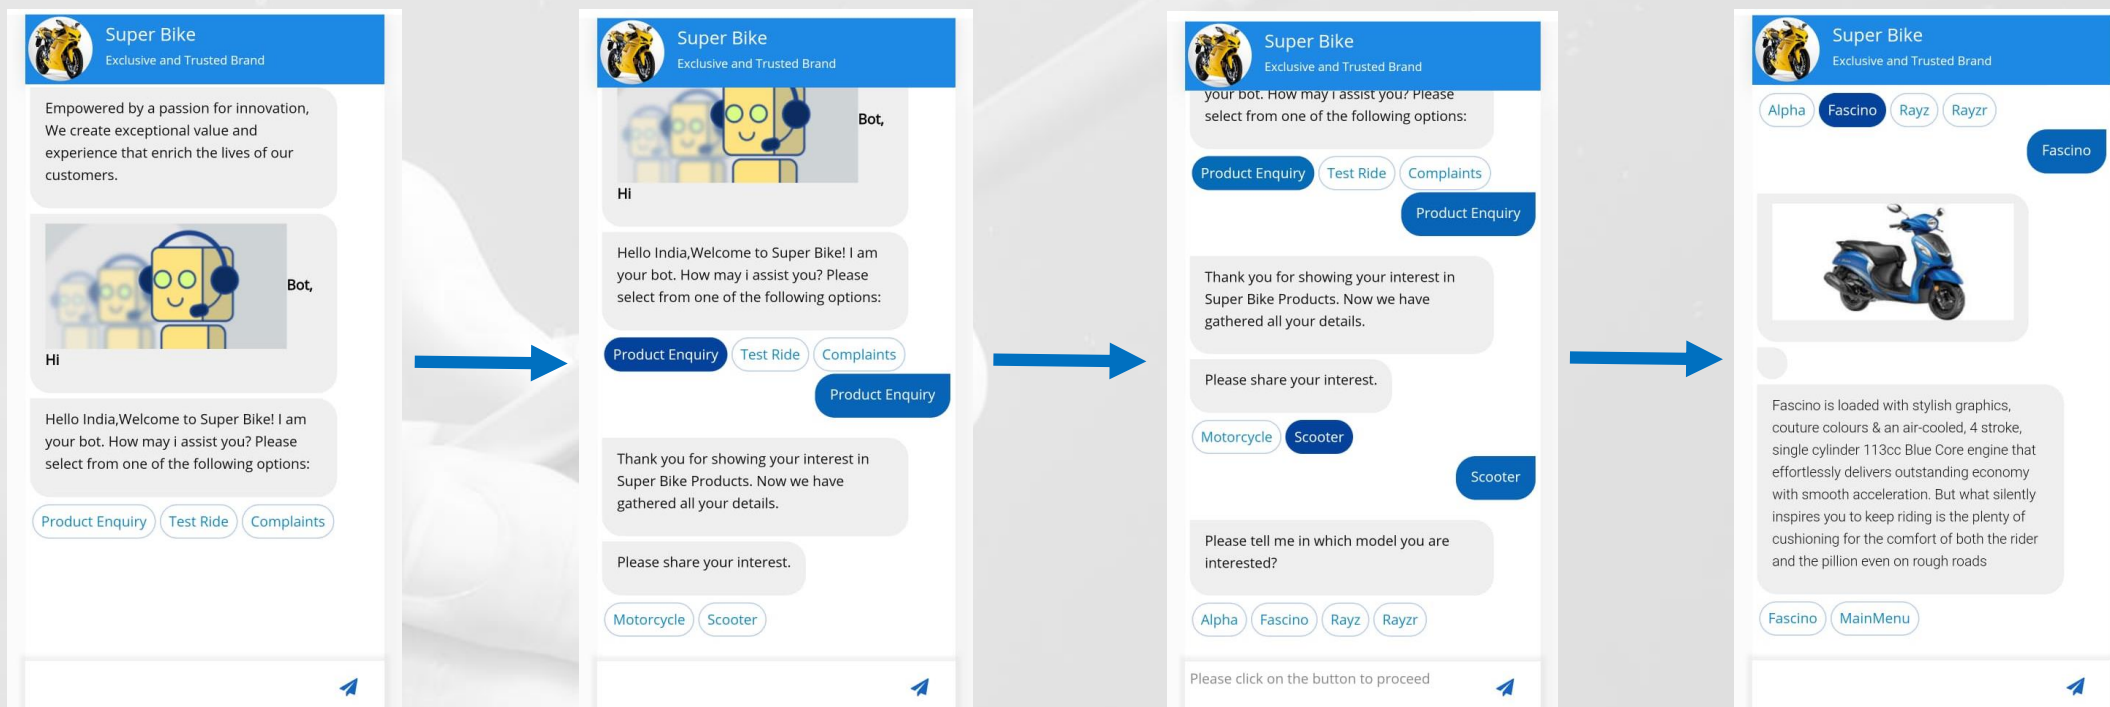 Super Bike
Exclusive and Trusted Brand
Empowered by a passion for innovation,
We create exceptional value and
experience that enrich the lives of our
customers.
Bot,
Hi
Hello India,Welcome to Super Bike! I am
your bot. How may i assist you? Please
select from one of the following options:
Product Enquiry Test Ride Complaints
Super Bike
Exclusive and Trusted Brand
Bot,
Hi
Hello India,Welcome to Super Bike! I am
your bot. How may i assist you? Please
select from one of the following options:
Product Enquiry Test Ride Complaints
Product Enquiry
Thank you for showing your interest in
Super Bike Products. Now we have
gathered all your details.
Please share your interest.
Motorcycle Scooter
Super Bike
Exclusive and Trusted Brand
your bot. How may i assist you? Please
select from one of the following options:
Product Enquiry Test Ride Complaints
Product Enquiry
Thank you for showing your interest in
Super Bike Products. Now we have
gathered all your details.
Please share your interest.
Motorcycle Scooter
Scooter
Please tell me in which model you are
interested?
Alpha Fascino Rayz Rayzr
Please click on the button to proceed
Super Bike
Exclusive and Trusted Brand
Alpha Fascino Rayz Rayzr
Fascino
Fascino is loaded with stylish graphics,
couture colours & an air-cooled, 4 stroke,
single cylinder 113cc Blue Core engine that
effortlessly delivers outstanding economy
with smooth acceleration. But what silently
inspires you to keep riding is the plenty of
cushioning for the comfort of both the rider
and the pillion even on rough roads
Fascino MainMenu